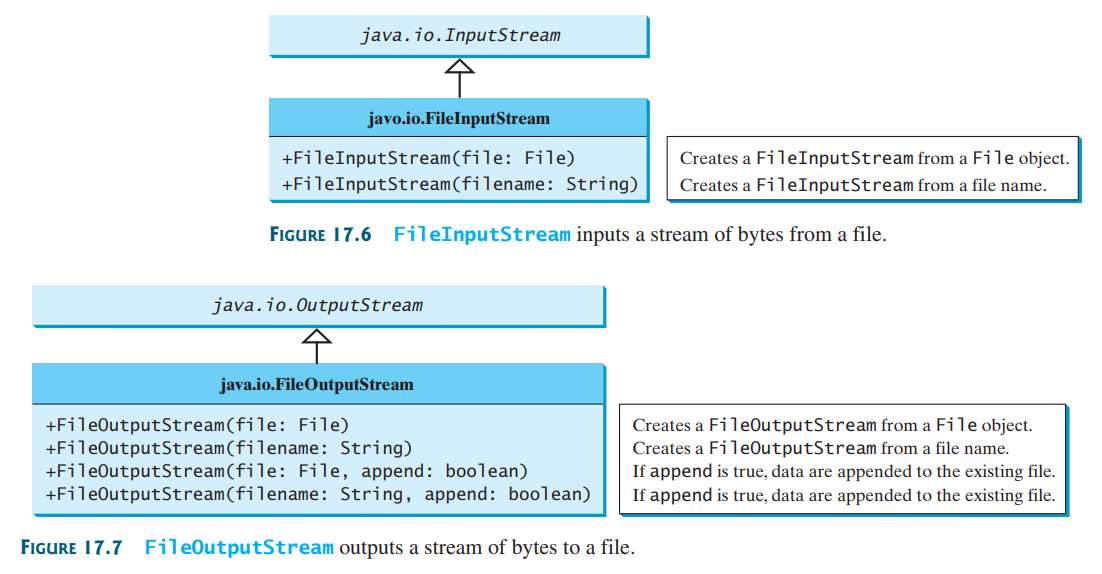 java.io.InputStream
javo.io.FileInputStream
+FileInputStream(file: File)
+FileInputStream(filename: String)
Creates a FileInputStream from a File object.
Creates a FileInputStream from a file name.
FIGURE 17.6 FileInputStream inputs a stream of bytes from a file.
java.io.OutputStream
java.io.FileOutputStream
+FileOutputStream(file: File)
+FileOutputStream(filename: String)
+FileOutputStream(file: File, append: boolean)
+FileOutputStream(filename: String, append: boolean)
Creates a FileOutputStream from a File object.
Creates a FileOutputStream from a file name.
If append is true, data are appended to the existing file.
If append is true, data are appended to the existing file.
FIGURE 17.7 FileOutputStream outputs a stream of bytes to a file.